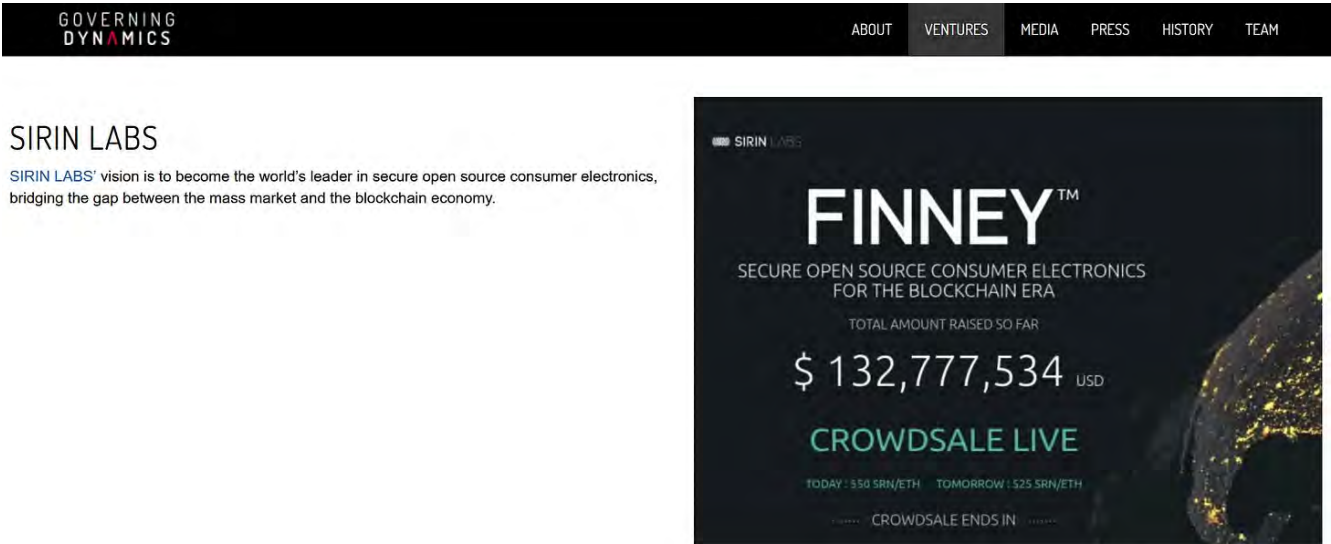 GOVERNING
DYNAMICS
ABOUT VENTURES MEDIA PRESS HISTORY TEAM
SIRIN LABS
SIRIN LABS’ vision is to become the world’s leader in secure open source consumer electronics,
bridging the gap between the mass market and the blockchain economy.
SIRIN LABS
FINNEY™
SECURE OPEN SOURCE CONSUMER ELECTRONICS
FOR THE BLOCKCHAIN ERA
TOTAL AMOUNT RAISED SO FAR
$ 132,777,534 USD
CROWDSALE LIVE
TODAY : 550 SRN/ETH TOMORROW : 525 SRN/ETH
CROWDSALE ENDS IN